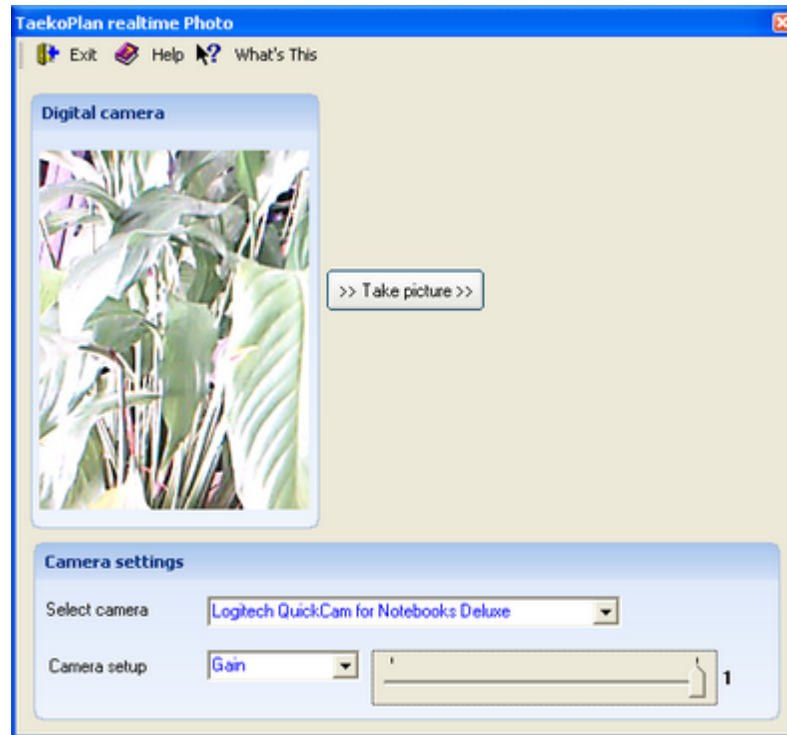 TaekoPlan realtime Photo
Exit Help What's This
Digital camera
>> Take picture >>
Camera settings
Select camera Logitech QuickCam for Notebooks Deluxe
Camera setup Gain 1